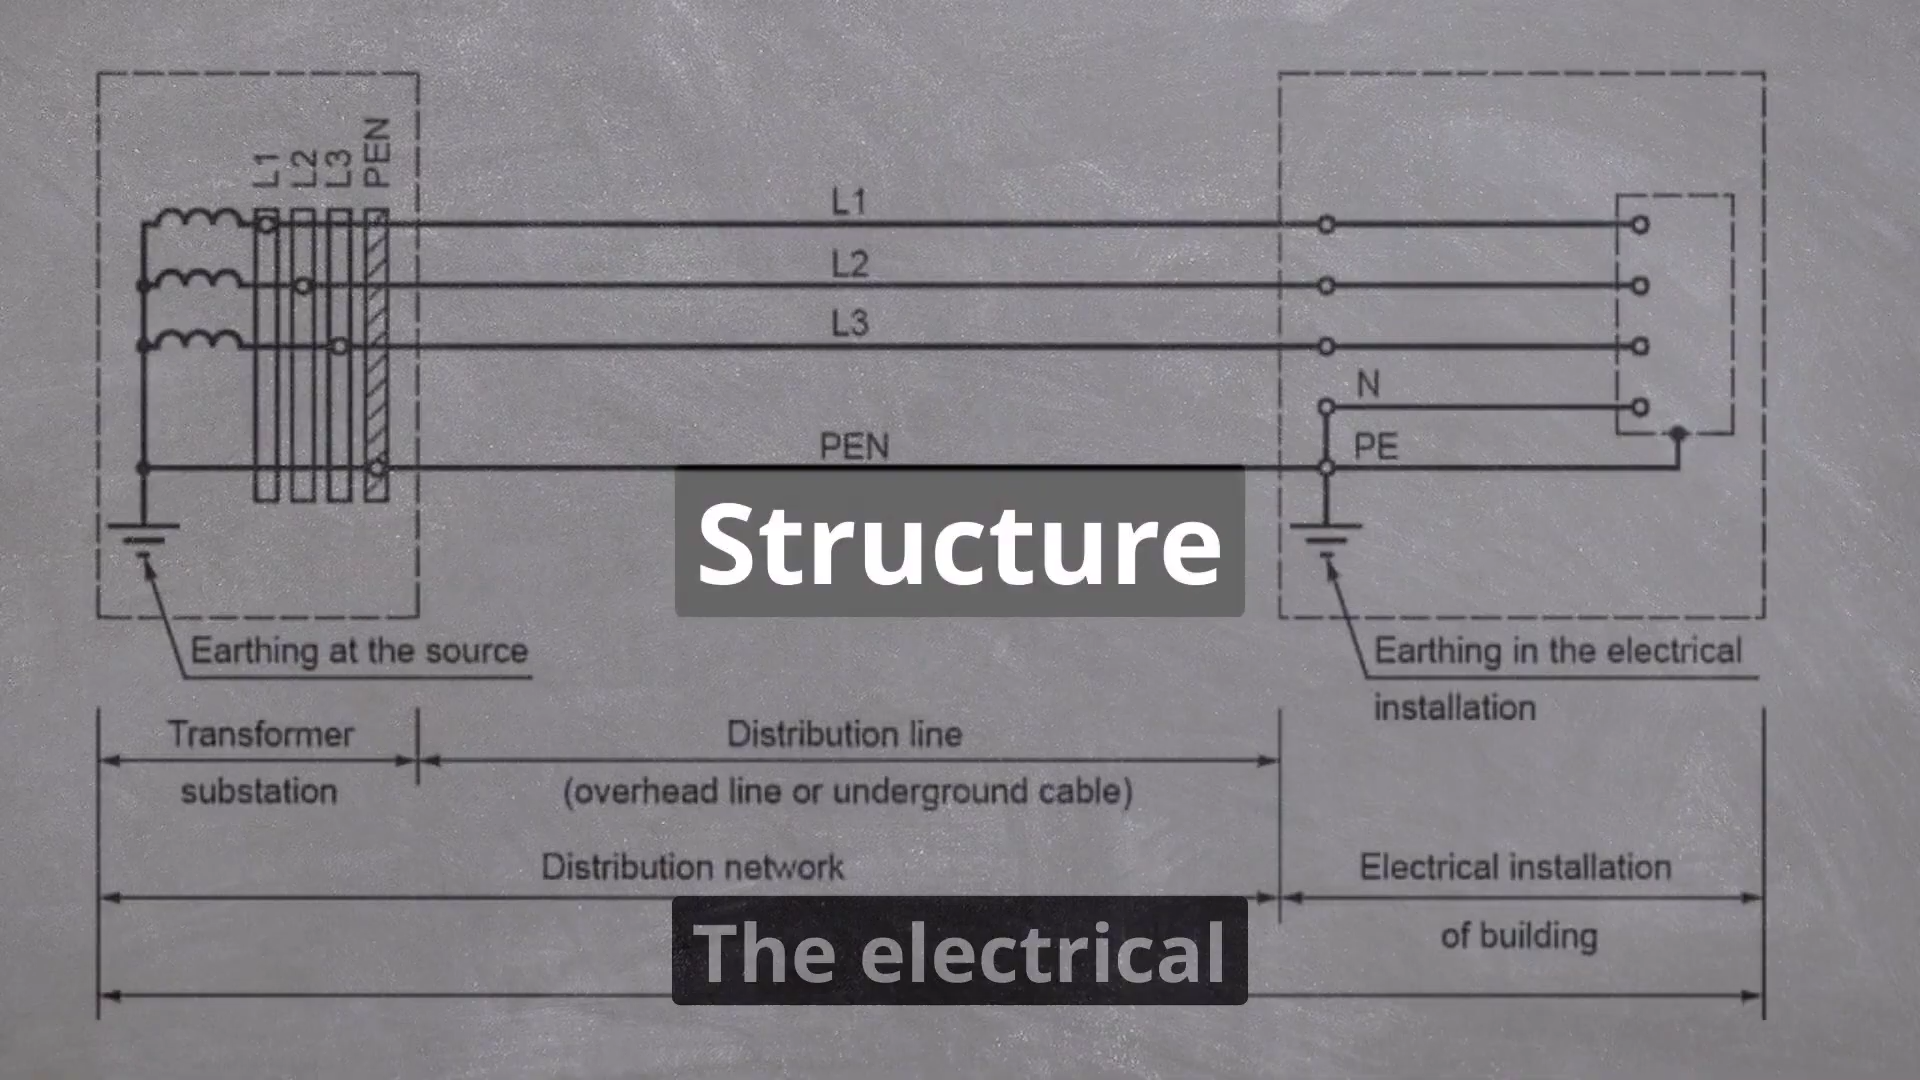 L1
L2
L3
PEN
L1
L2
L3
N
PEN
PE
Structure
Earthing at the source
Earthing in the electrical
installation
Transformer
substation
Distribution line
(overhead line or underground cable)
Distribution network
Electrical installation
of building
The electrical